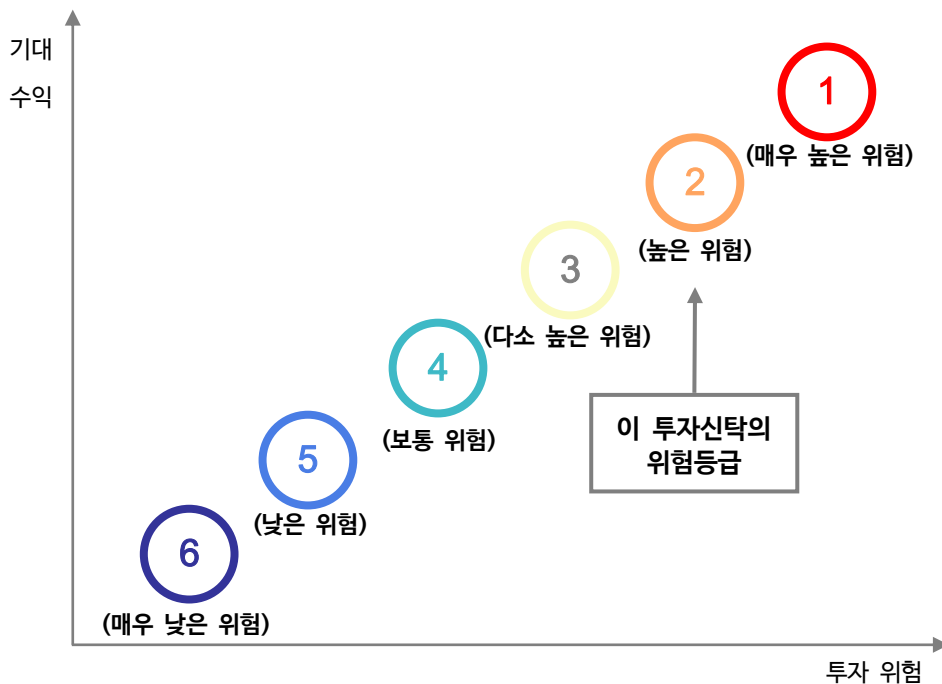 기대
수익
1
(매우 높은 위험)
2
(높은 위험)
3
(다소 높은 위험)
4
(보통 위험)
이 투자신탁의
위험등급
5
(낮은 위험)
6
(매우 낮은 위험)
투자 위험